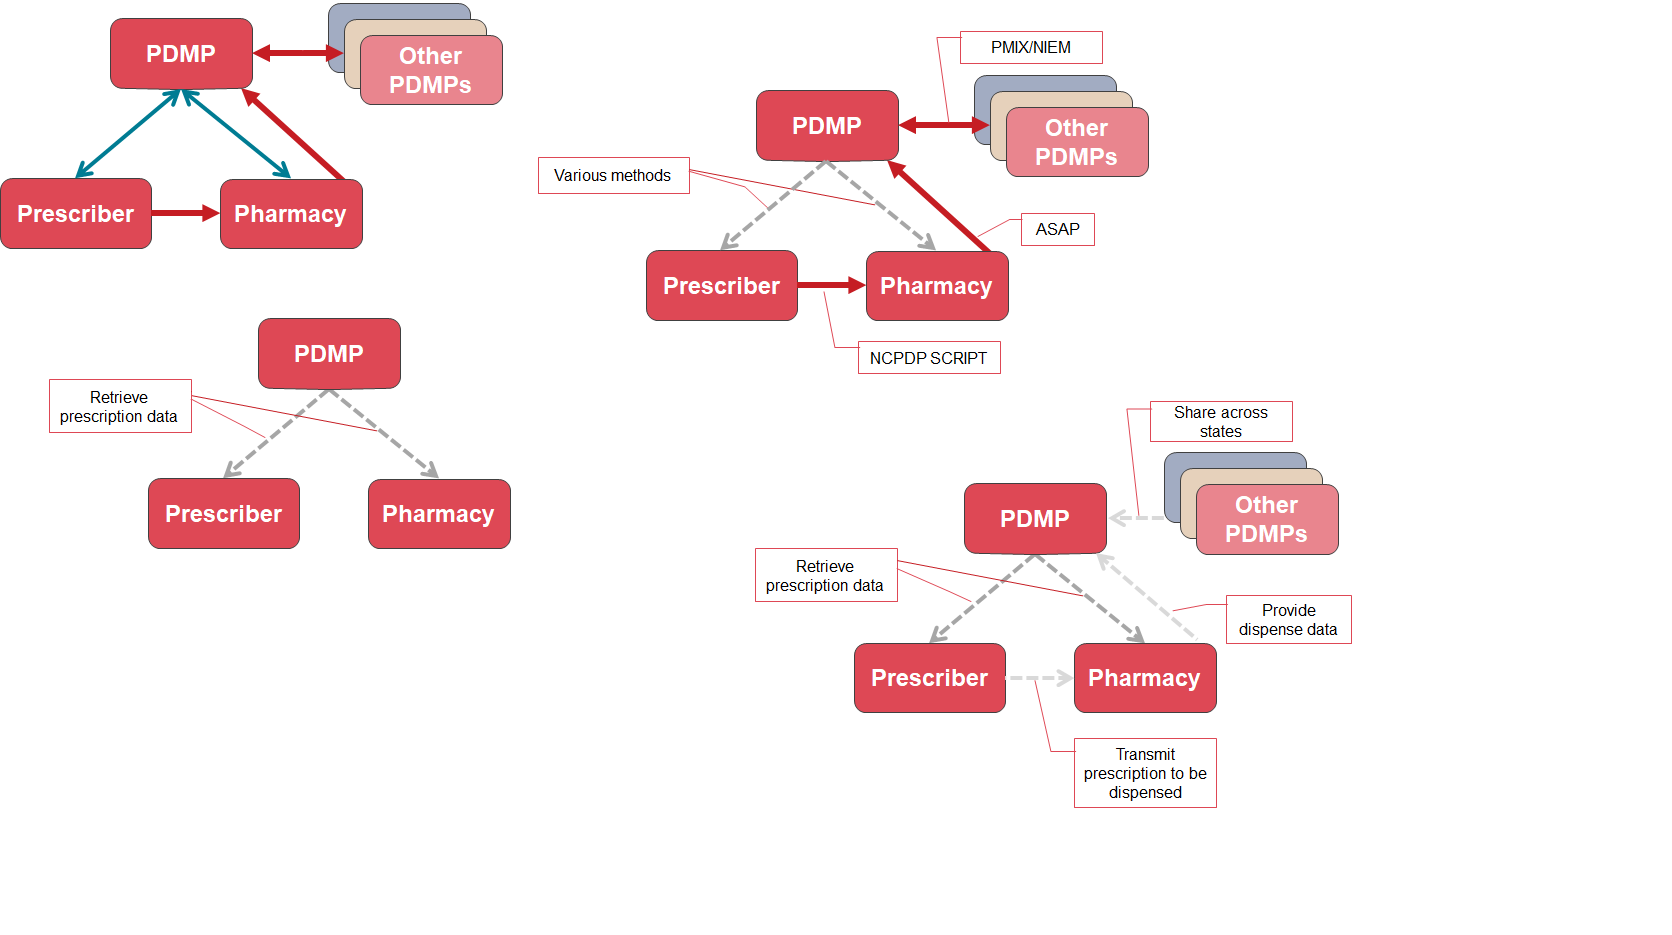 PDMP
Other
PDMPs
Prescriber
Pharmacy
PMIX/NIEM
PDMP
Other
PDMPs
Various methods
ASAP
Prescriber
Pharmacy
NCPDP SCRIPT
PDMP
Retrieve
prescription data
Prescriber
Pharmacy
Share across
states
PDMP
Other
PDMPs
Retrieve
prescription data
Provide
dispense data
Prescriber
Pharmacy
Transmit
prescription to be
dispensed